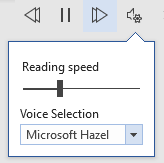 Reading speed
Voice Selection
Microsoft Hazel